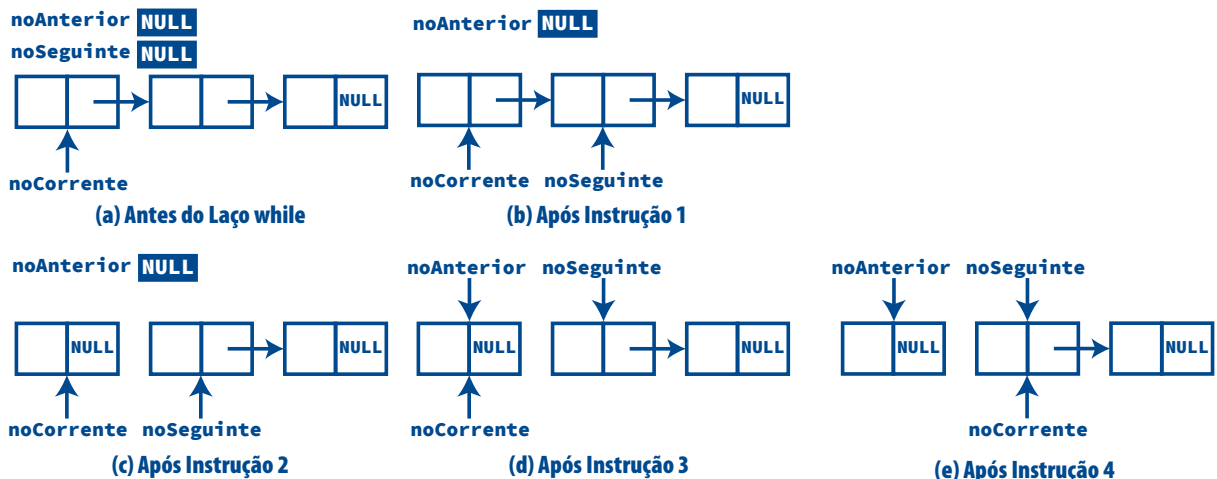 noAnterior NULL
noSeguinte NULL
NULL
noCorrente
(a) Antes do Laço while
noAnterior NULL
NULL
noCorrente noSeguinte
(b) Após Instrução 1
noAnterior NULL
NULL NULL
noCorrente noSeguinte
(c) Após Instrução 2
noAnterior noSeguinte
NULL NULL
noCorrente
(d) Após Instrução 3
noAnterior noSeguinte
NULL NULL
noCorrente
(e) Após Instrução 4